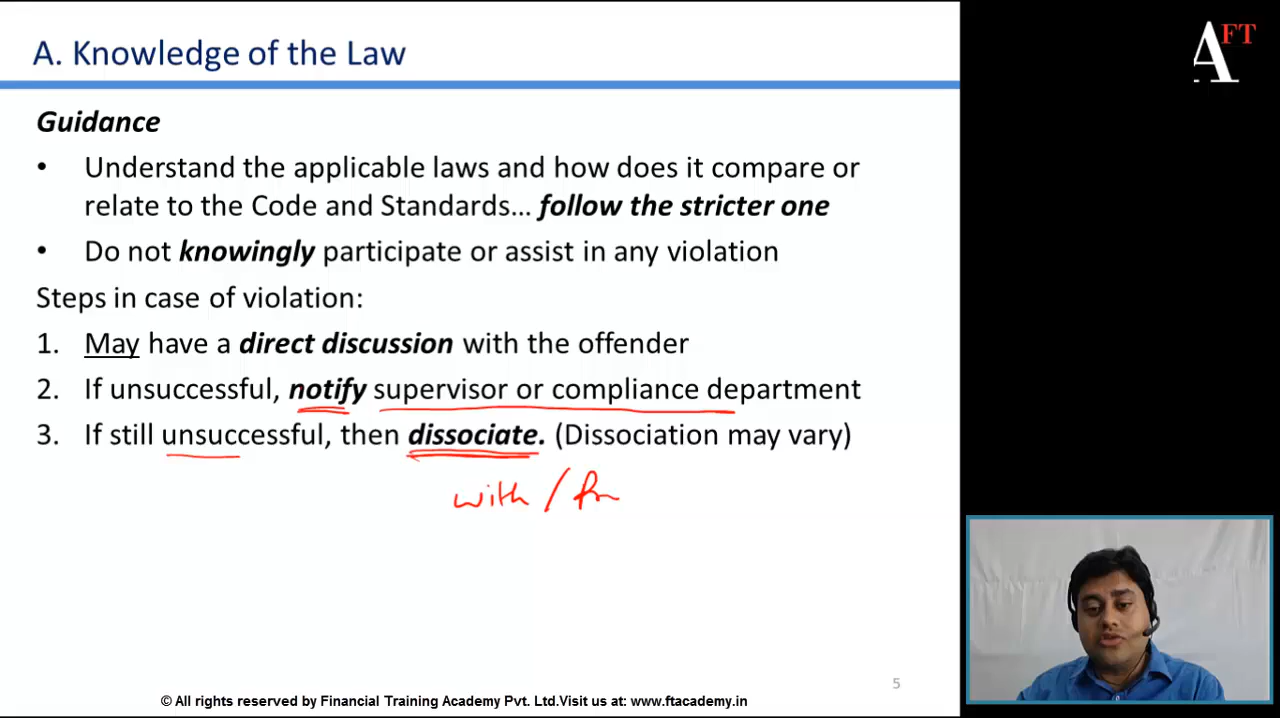 A. Knowledge of the Law
AFT
Guidance
• Understand the applicable laws and how does it compare or
relate to the Code and Standards... follow the stricter one
• Do not knowingly participate or assist in any violation
Steps in case of violation:
1. May have a direct discussion with the offender
2. If unsuccessful, notify supervisor or compliance department
3. If still unsuccessful, then dissociate. (Dissociation may vary)
with /
5
© All rights reserved by Financial Training Academy Pvt. Ltd.Visit us at: www.ftacademy.in